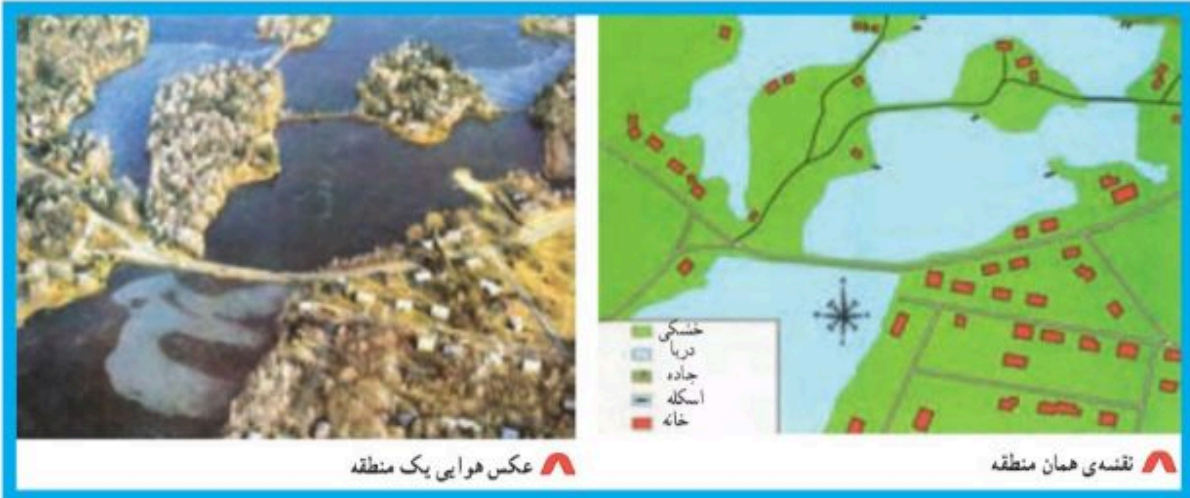 خشکی
دریا
جاده
اسکله
خانه
نقشه‌ی همان منطقه
عکس هوایی یک منطقه